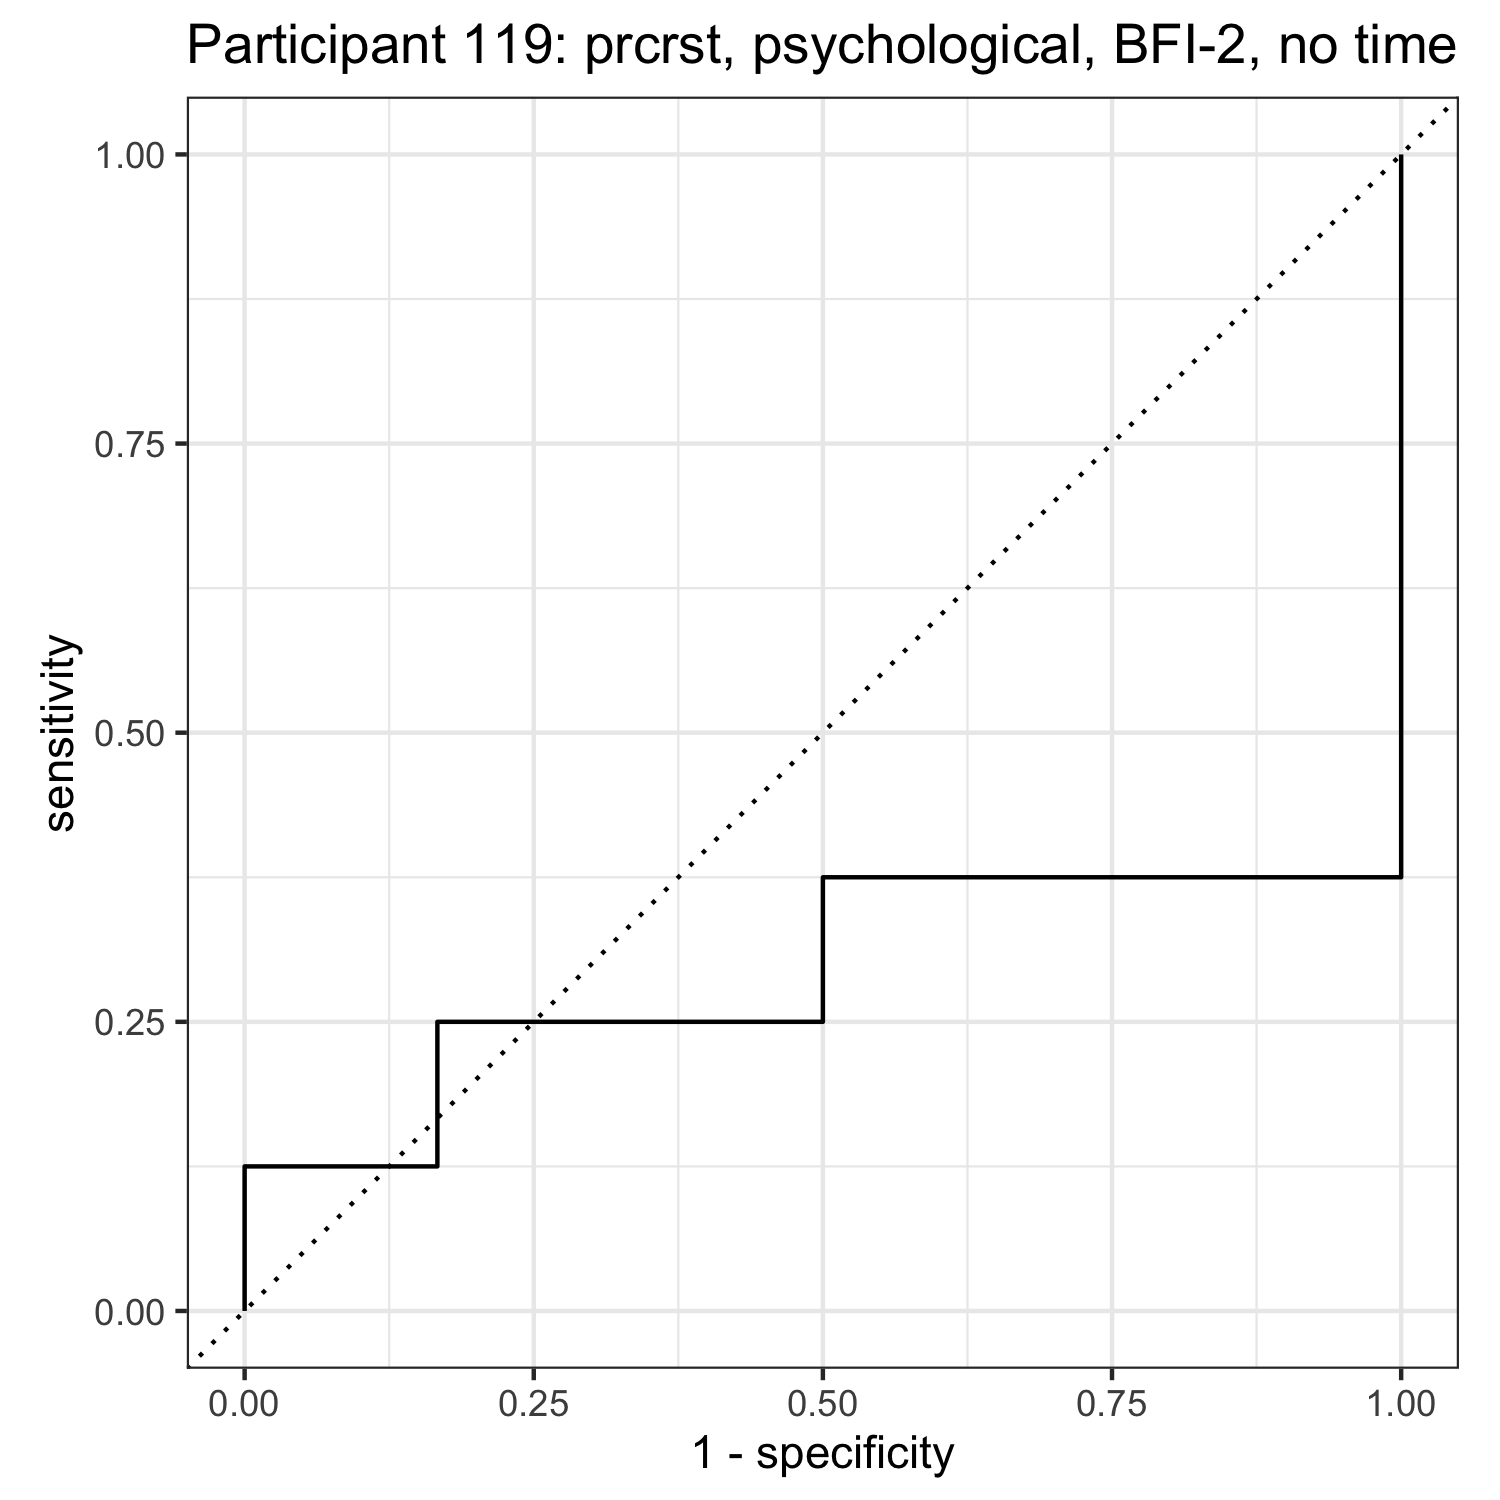 Participant 119: prcrst, psychological, BFI-2, no time
1.00
0.75
0.50
0.25
0.00
sensitivity
0.00 0.25 0.50 0.75 1.00
1 - specificity